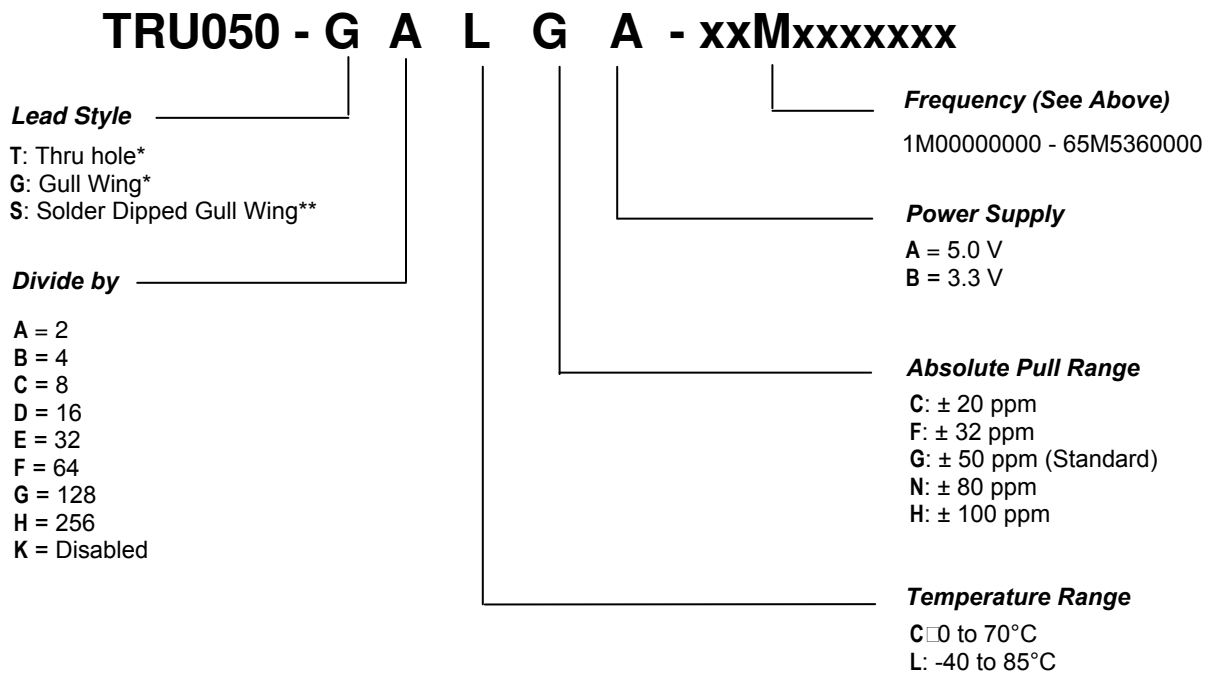 TRU050 - G A L G A - xxMxxxxxxx
Lead Style
T: Thru hole*
G: Gull Wing*
S: Solder Dipped Gull Wing**
Divide by
A = 2
B = 4
C = 8
D = 16
E = 32
F = 64
G = 128
H = 256
K = Disabled
Frequency (See Above)
1M00000000 - 65M5360000
Power Supply
A = 5.0 V
B = 3.3 V
Absolute Pull Range
C: ± 20 ppm
F: ± 32 ppm
G: ± 50 ppm (Standard)
N: ± 80 ppm
H: ± 100 ppm
Temperature Range
C□0 to 70°C
L: -40 to 85°C